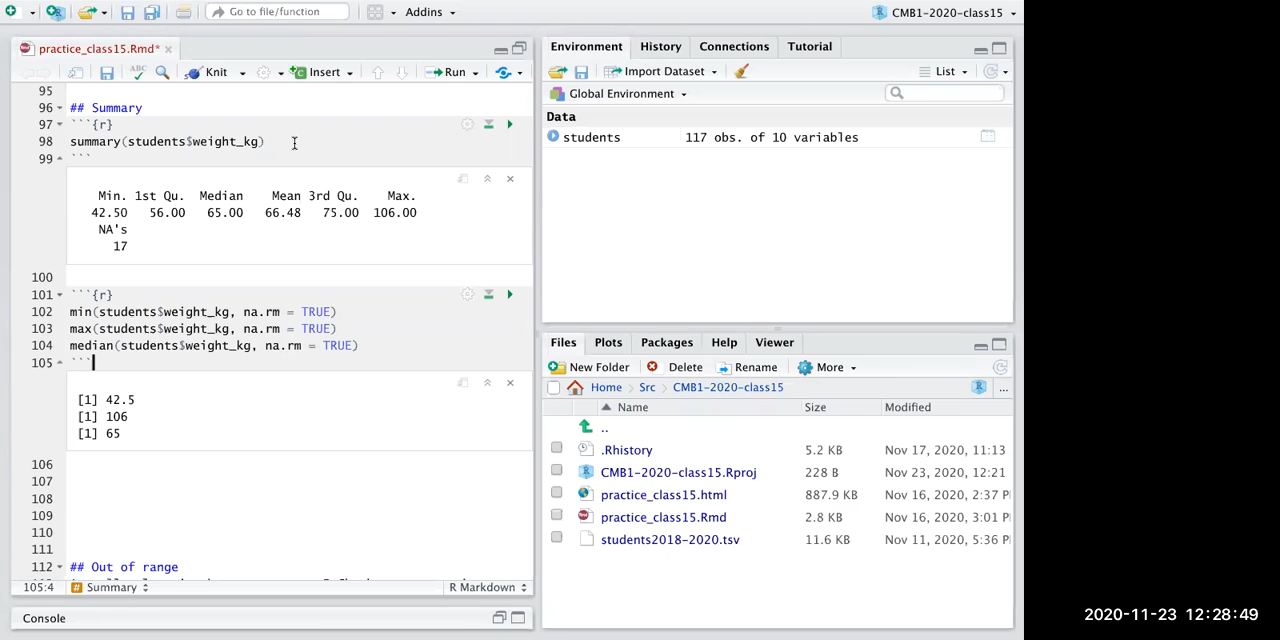 Go to file/function
Addins
CMB1-2020-class15
practice_class15.Rmd*
ABC
Knit
Insert
Run
95
96 ## Summary
97 ```{r}
98 summary(students$weight_kg)
99 ```
Min. 1st Qu. Median Mean 3rd Qu. Max.
42.50 56.00 65.00 66.48 75.00 106.00
NA's
17
100
101 ```{r}
102 min(students$weight_kg, na.rm = TRUE)
103 max(students$weight_kg, na.rm = TRUE)
104 median(students$weight_kg, na.rm = TRUE)
105 ```
[1] 42.5
[1] 106
[1] 65
106
107
108
109
110
111
112 ## Out of range
105:4 # Summary R Markdown
Console
Environment History Connections Tutorial
Import Dataset List
Global Environment
Data
students 117 obs. of 10 variables
Files Plots Packages Help Viewer
New Folder Delete Rename More
Home Src CMB1-2020-class15 ...
Name Size Modified
..
.Rhistory 5.2 KB Nov 17, 2020, 11:13
CMB1-2020-class15.Rproj 228 B Nov 23, 2020, 12:21
practice_class15.html 887.9 KB Nov 16, 2020, 2:37 P
practice_class15.Rmd 2.8 KB Nov 16, 2020, 3:01 P
students2018-2020.tsv 11.6 KB Nov 11, 2020, 5:36 P
2020-11-23 12:28:49